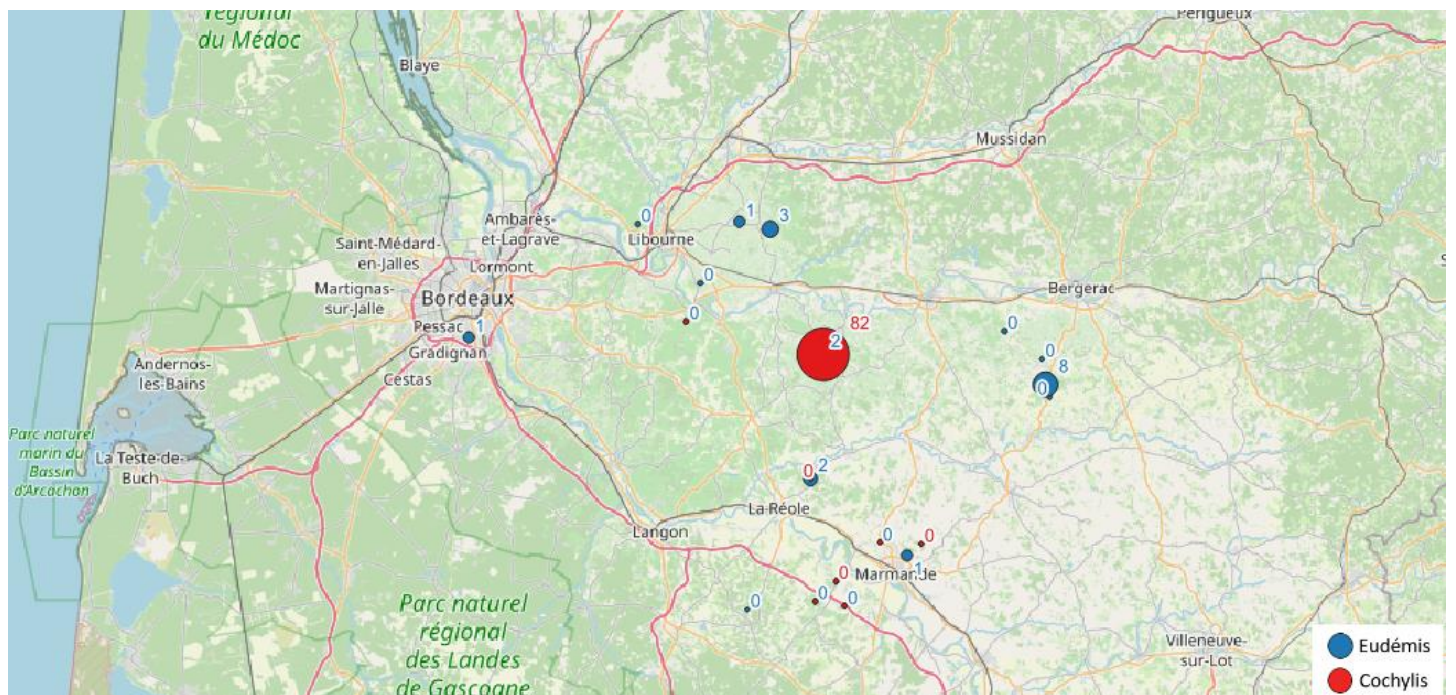 régional
du Médoc
Périgueux
Blaye
Mussidan
Ambarès-
et-Lagrave
0
1
3
Saint-Médard-
en-Jalles
Libourne
Lormont
Martignas-
sur-Jalle
0
Bergerac
Bordeaux
Pessac
1
0
82
2
0
Gradignan
0
Andernos-
les-Bains
Cestas
8
0
Parc naturel
marin du
Bassin
d'Arcachon
La Teste-de-
Buch
0
2
La Réole
Langon
0
0
1
Marmande
0
0
0
0
Parc naturel
régional
des Landes
de Gascogne
Villeneuve-
sur-Lot
Eudémis
Cochylis